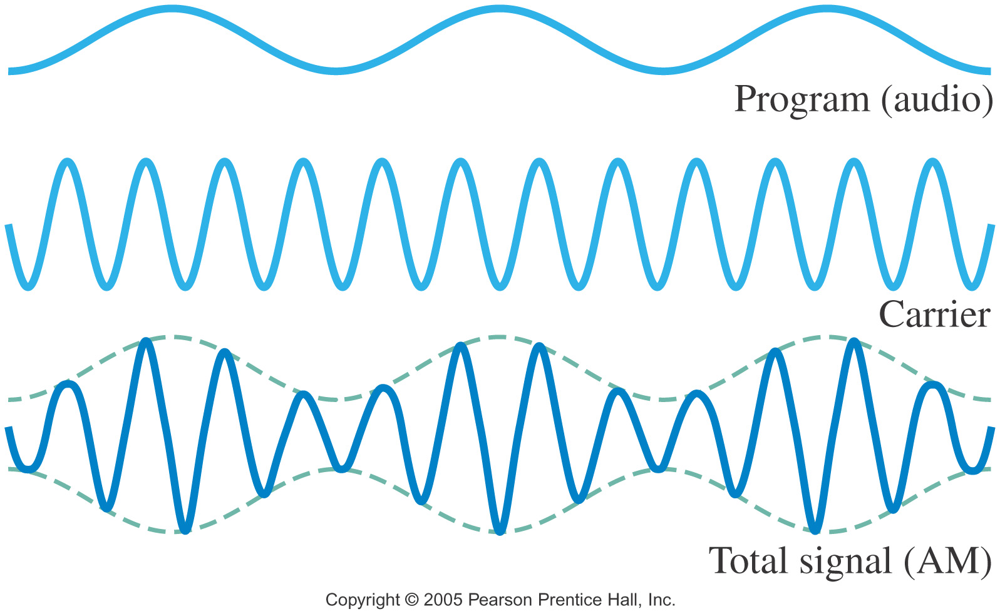 Program (audio)
Carrier
Total signal (AM)
Copyright © 2005 Pearson Prentice Hall, Inc.